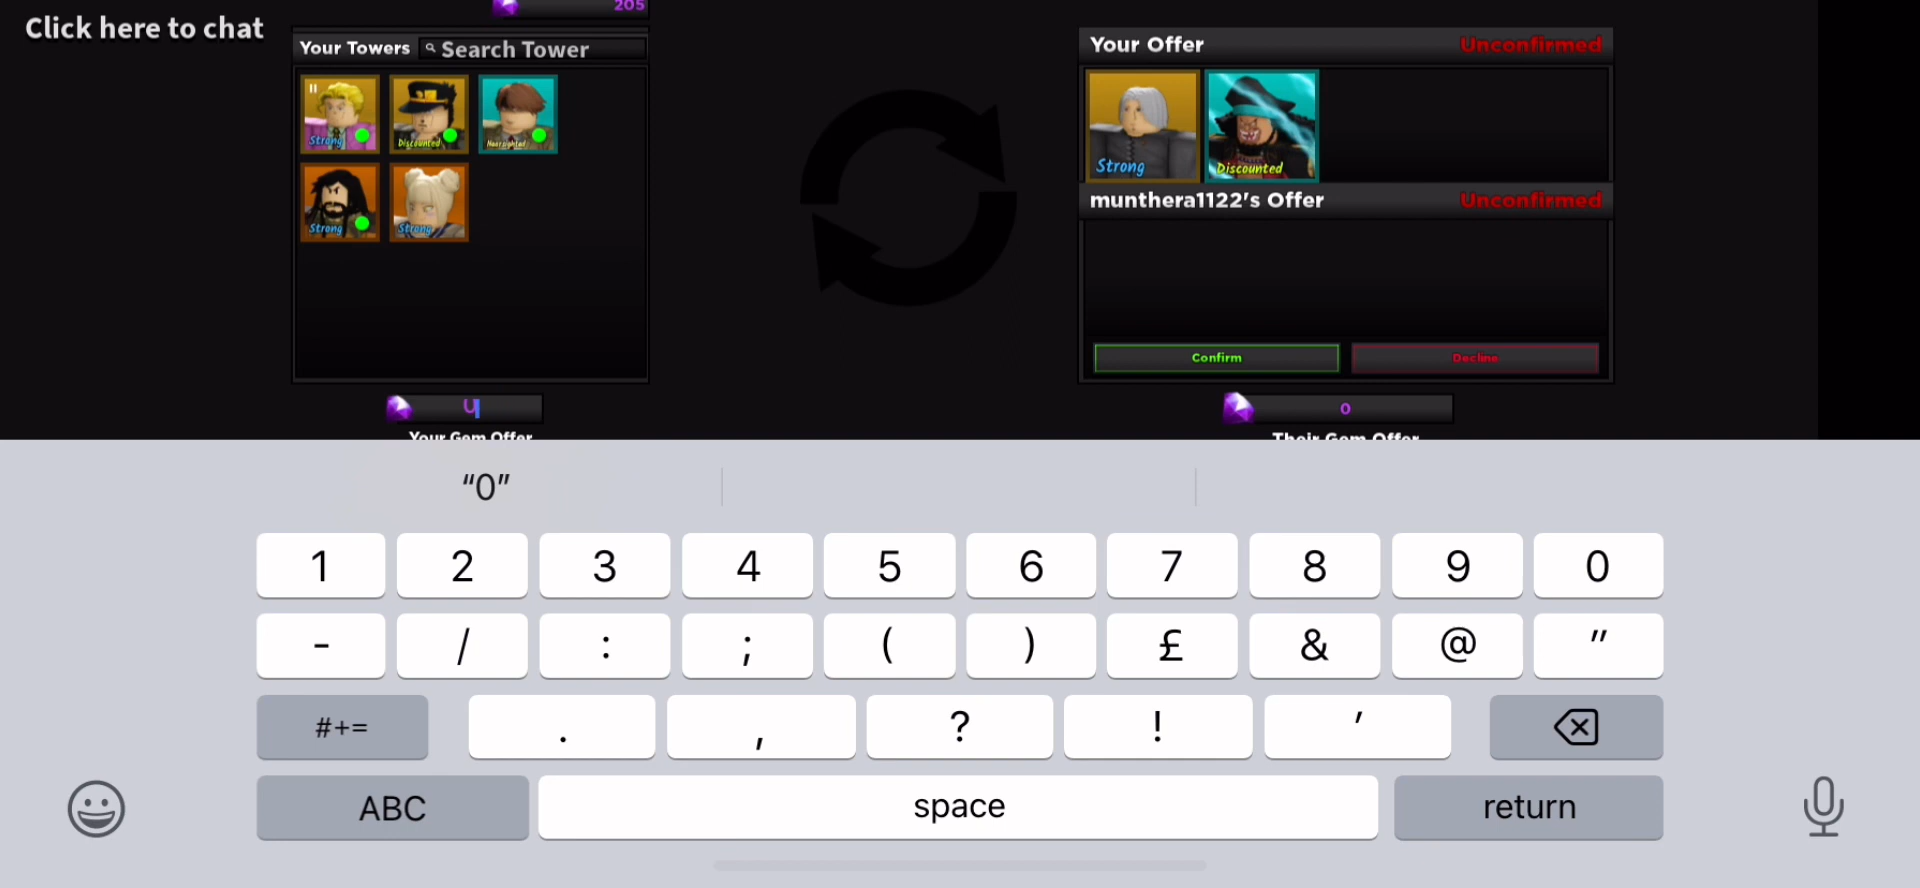 Click here to chat
205
Your Towers
Search Tower
Strong
Discounted
Nearsighted
Strong
Strong
Your Offer
Unconfirmed
Strong
Discounted
munthera1122's Offer
Unconfirmed
Confirm
Decline
0
Your Gem Offer
Their Gem Offer
“0”
1 2 3 4 5 6 7 8 9 0
- / : ; ( ) £ & @ "
#+= . , ? ! '
ABC space return